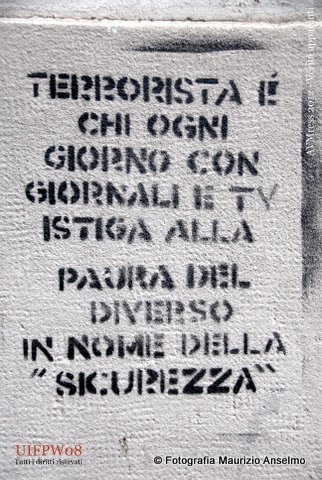 TERRORISTA É
CHI OGNI
GIORNO CON
GIORNALI E TV
ISTIGA ALLA
PAURA DEL
DIVERSO
IN NOME DELLA
"SICUREZZA"
UIFPW08
Tutti i diritti riservati
© Fotografia Maurizio Anselmo